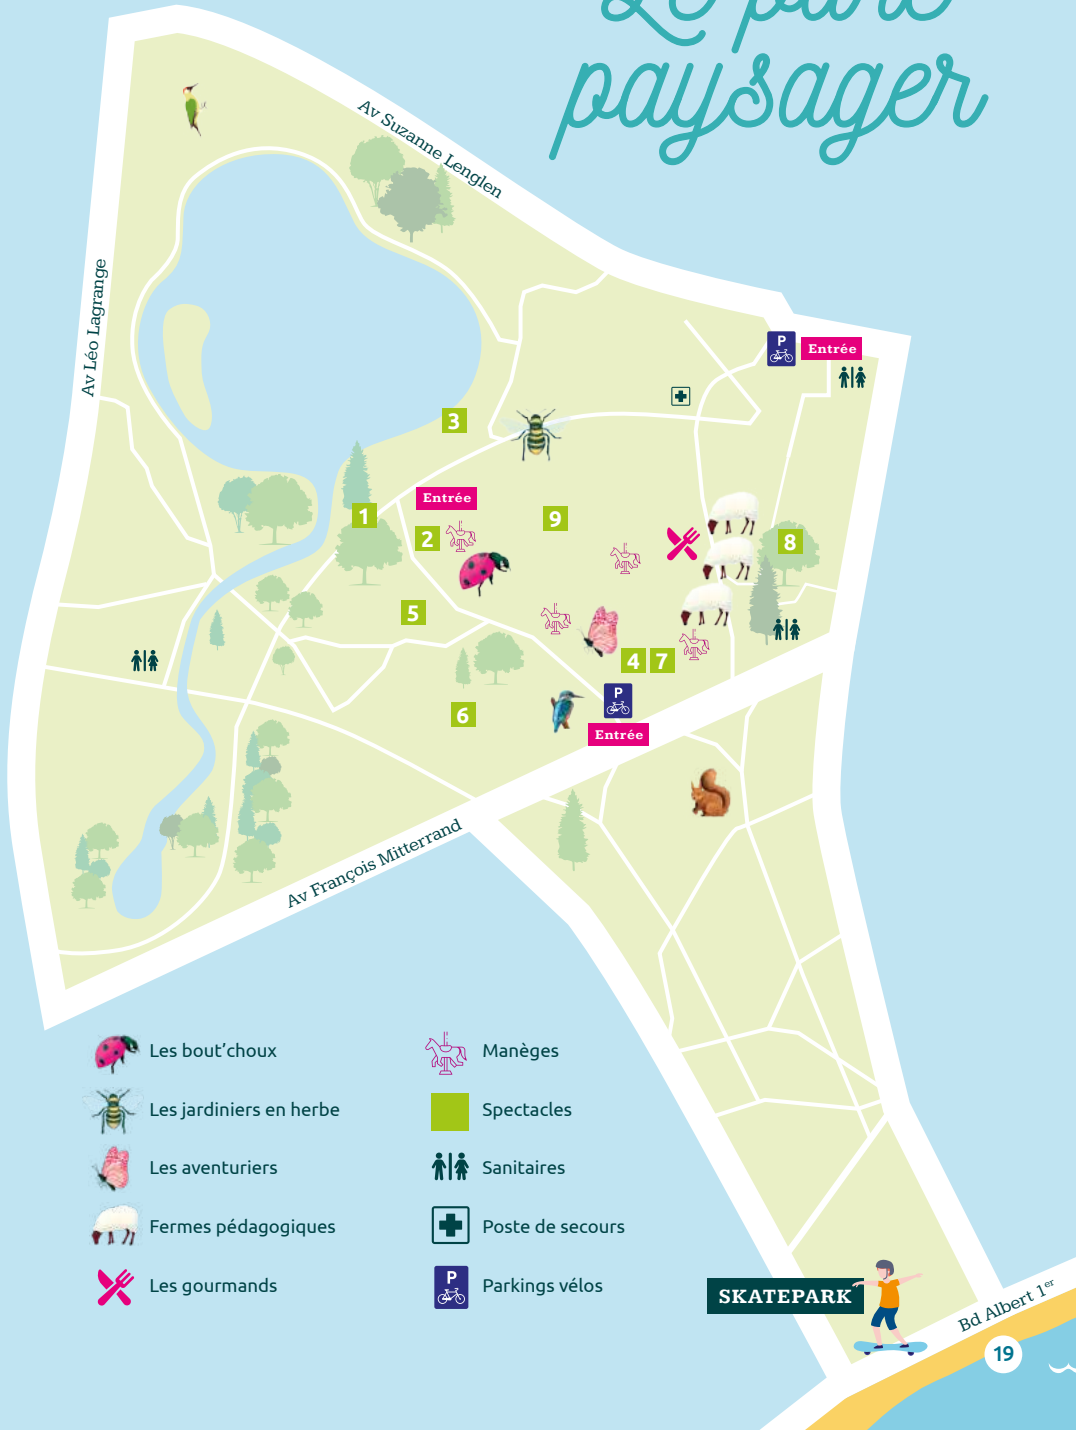 Le parc
paysager
Av Suzanne Lenglen
Av Léo Lagrange
P
Entrée
3
Entrée
1
2
9
8
5
4
7
6
P
Entrée
Av François Mitterrand
Les bout'choux
Les jardiniers en herbe
Les aventuriers
Fermes pédagogiques
Les gourmands
Manèges
Spectacles
Sanitaires
Poste de secours
P
Parkings vélos
SKATEPARK
Bd Albert 1er
19